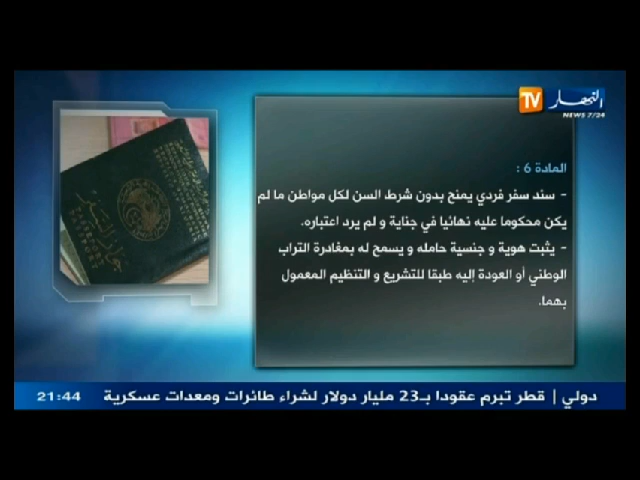 النهار TV
NEWS 7/24
المادة 6 :
- سند سفر فردي يمنح بدون شرط السن لكل مواطن ما لم
يكن محكوما عليه نهائيا في جناية و لم يرد اعتباره.
- يثبت هوية و جنسية حامله و يسمح له بمغادرة التراب
الوطني أو العودة إليه طبقا للتشريع و التنظيم المعمول
بهما.
جواز السفر
دولي | قطر تبرم عقودا بـ23 مليار دولار لشراء طائرات ومعدات عسكرية
21:44